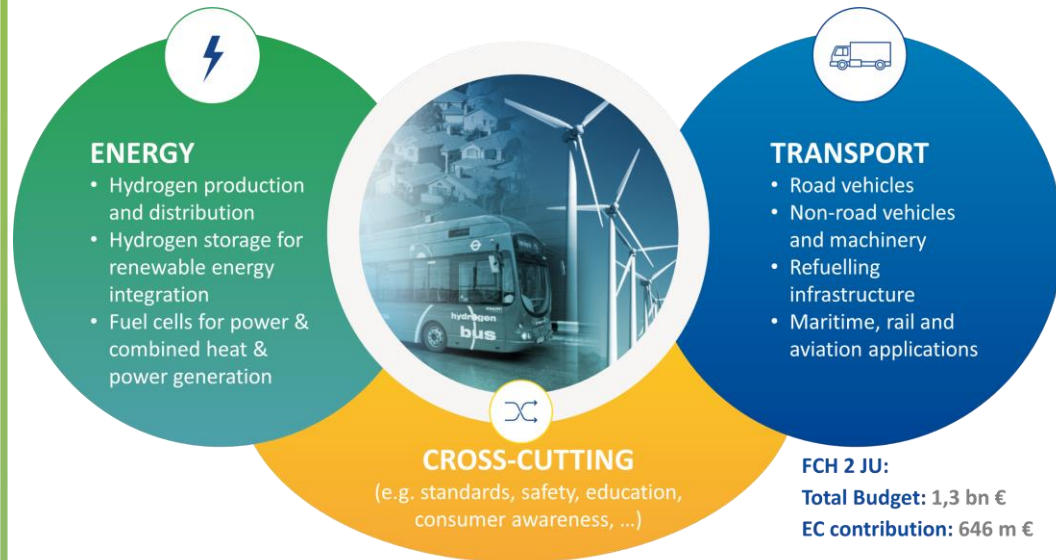 ENERGY
• Hydrogen production
and distribution
• Hydrogen storage for
renewable energy
integration
• Fuel cells for power &
combined heat &
power generation
hydrogen
bus
TRANSPORT
• Road vehicles
• Non-road vehicles
and machinery
• Refuelling
infrastructure
• Maritime, rail and
aviation applications
CROSS-CUTTING
(e.g. standards, safety, education,
consumer awareness, …)
FCH 2 JU:
Total Budget: 1,3 bn €
EC contribution: 646 m €